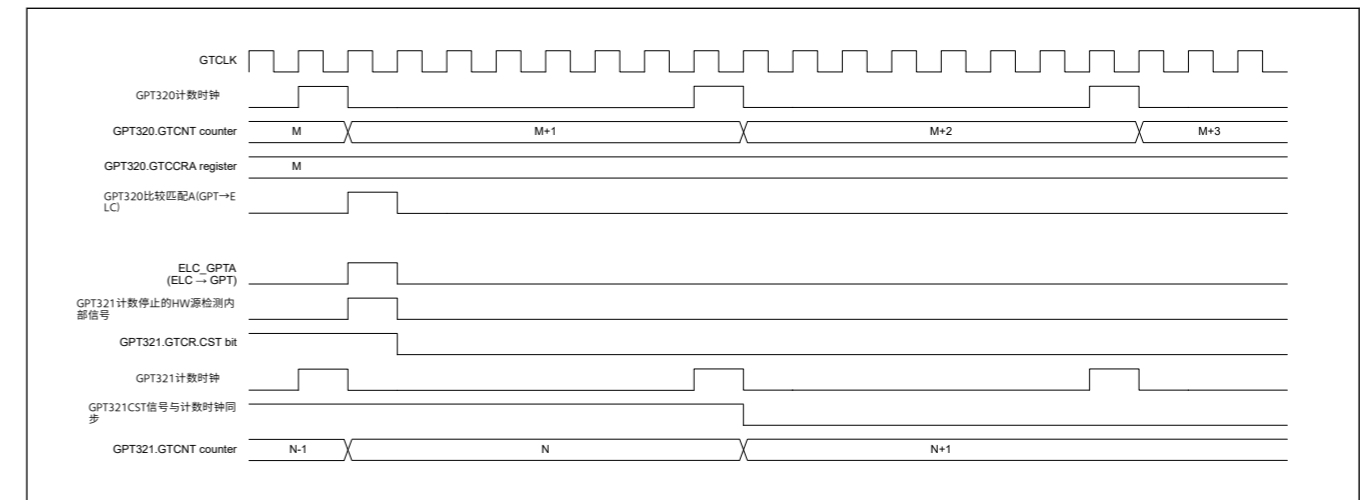 GTCLK
GPT320计数时钟
GPT320.GTCNT counter M M+1 M+2 M+3
GPT320.GTCCRA register M
GPT320比较匹配A(GPT→E
LC)
ELC_GPTA
(ELC → GPT)
GPT321计数停止的HW源检测内
部信号
GPT321.GTCR.CST bit
GPT321计数时钟
GPT321CST信号与计数时钟同
步
GPT321.GTCNT counter N-1 N N+1